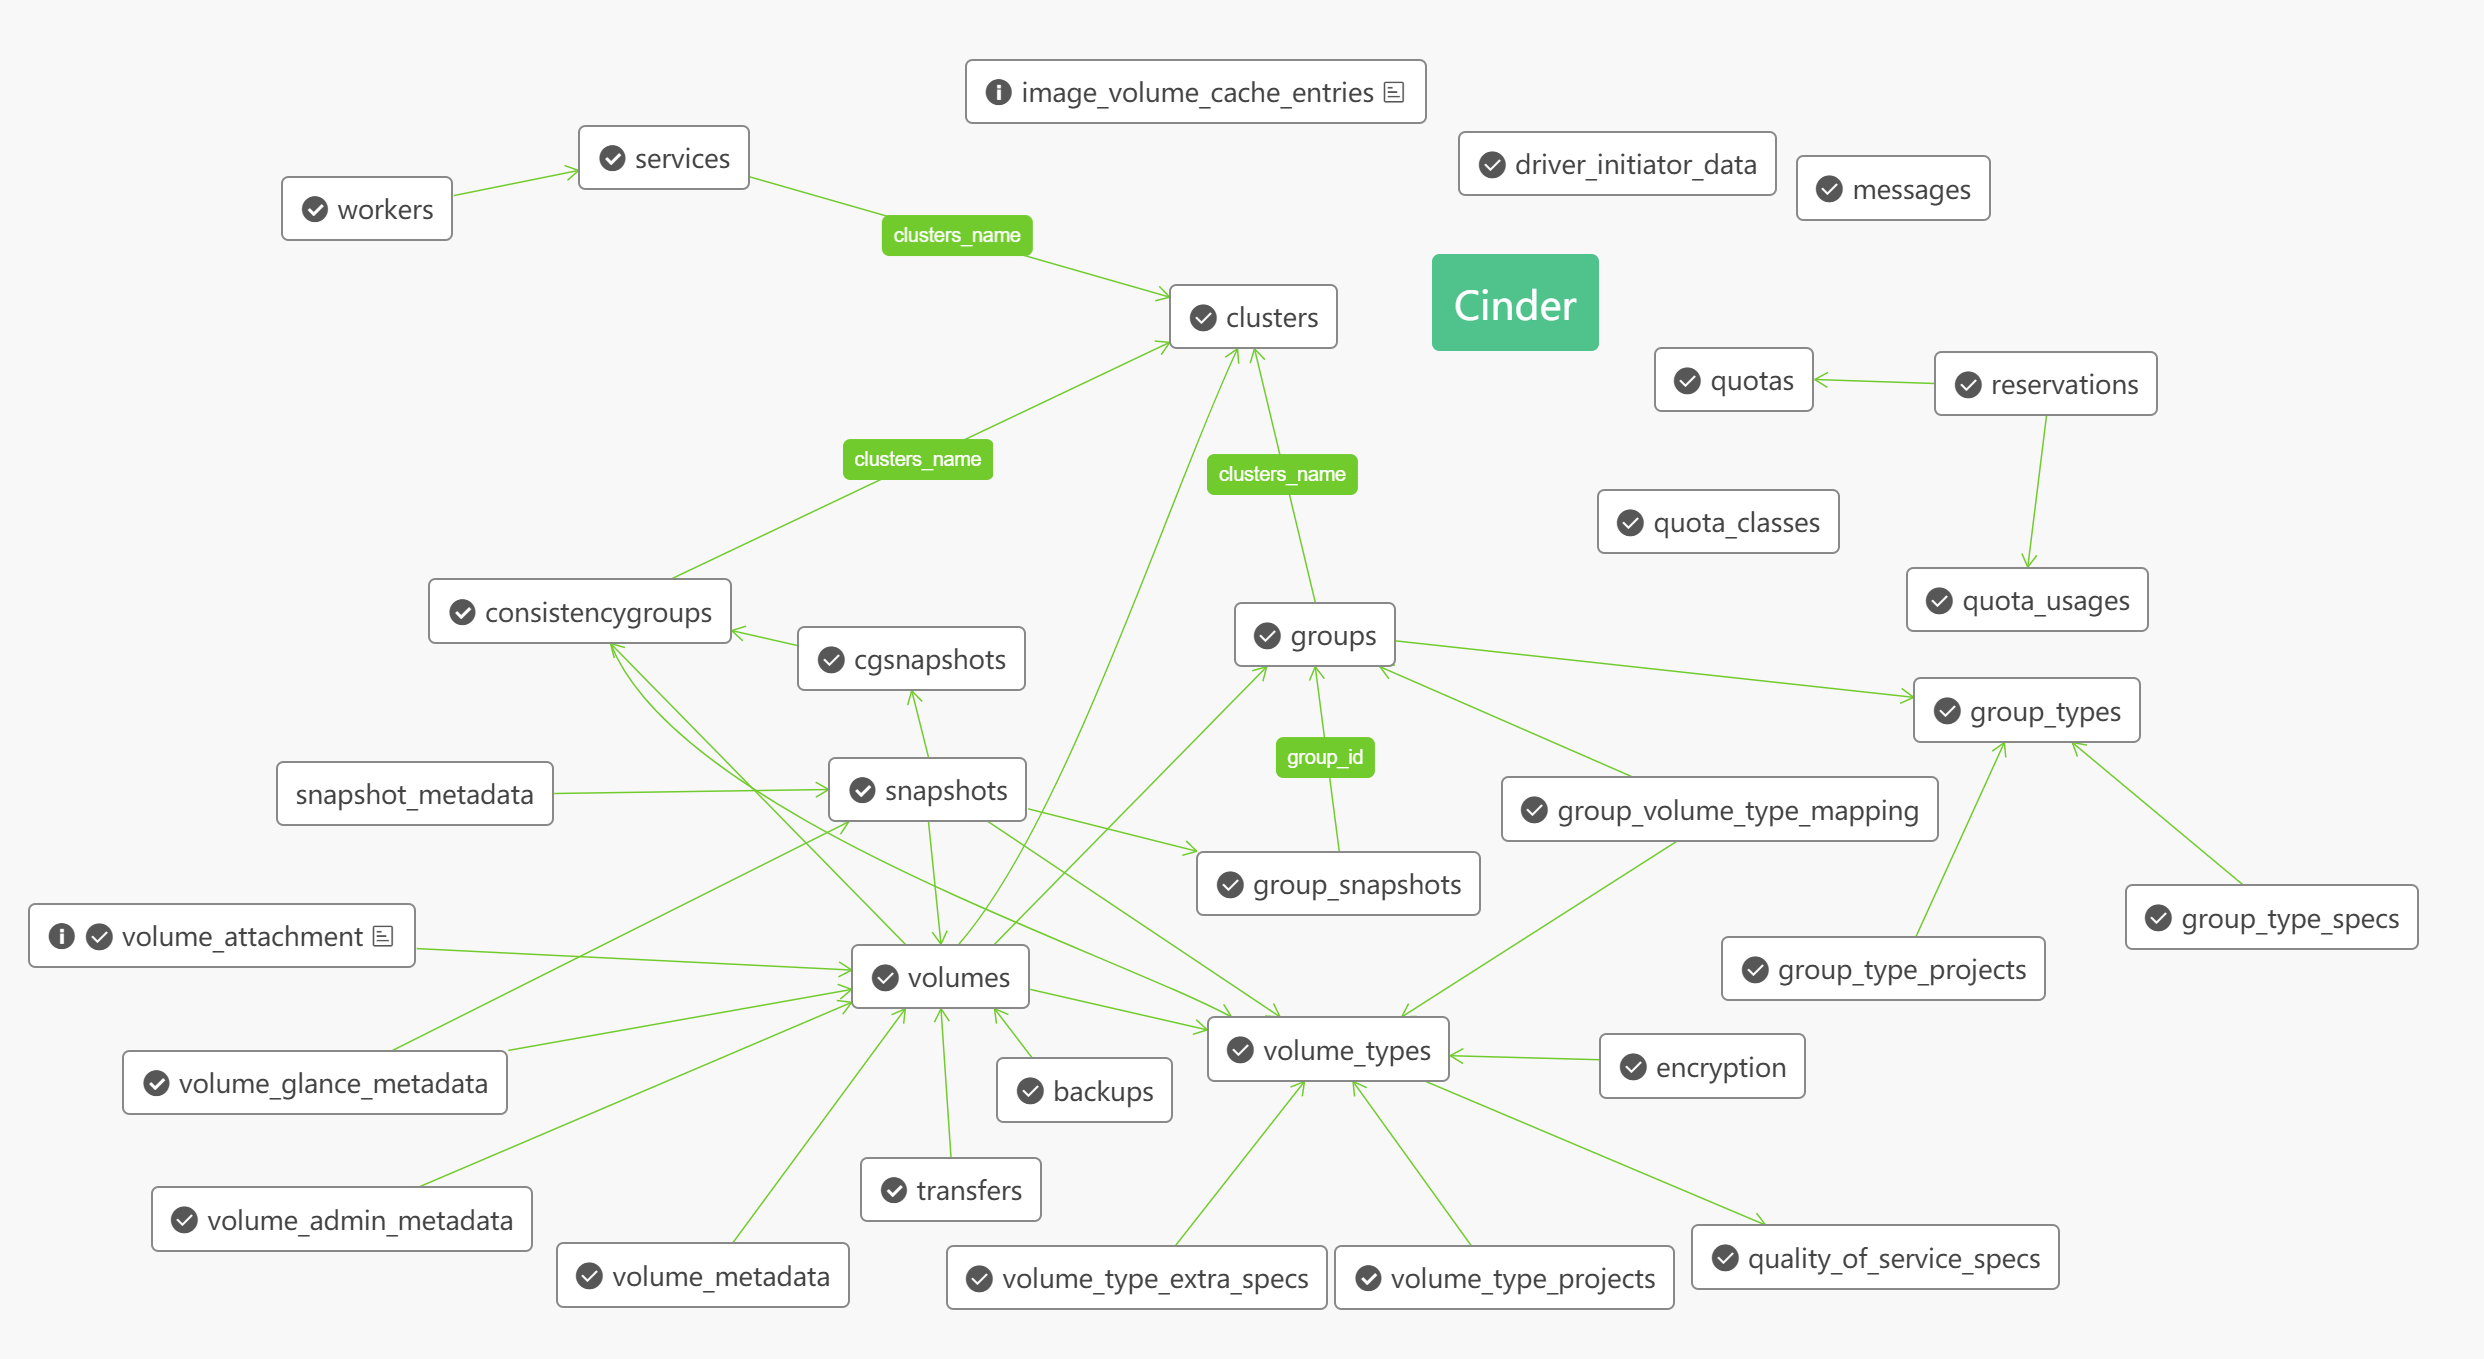 image_volume_cache_entries
services
driver_initiator_data
messages
workers
clusters_name
Cinder
clusters
quotas
reservations
clusters_name
clusters_name
quota_classes
quota_usages
consistencygroups
groups
cgsnapshots
group_types
group_id
snapshot_metadata
snapshots
group_volume_type_mapping
group_snapshots
group_type_specs
volume_attachment
volumes
group_type_projects
volume_types
encryption
volume_glance_metadata
backups
transfers
volume_admin_metadata
quality_of_service_specs
volume_metadata
volume_type_extra_specs
volume_type_projects